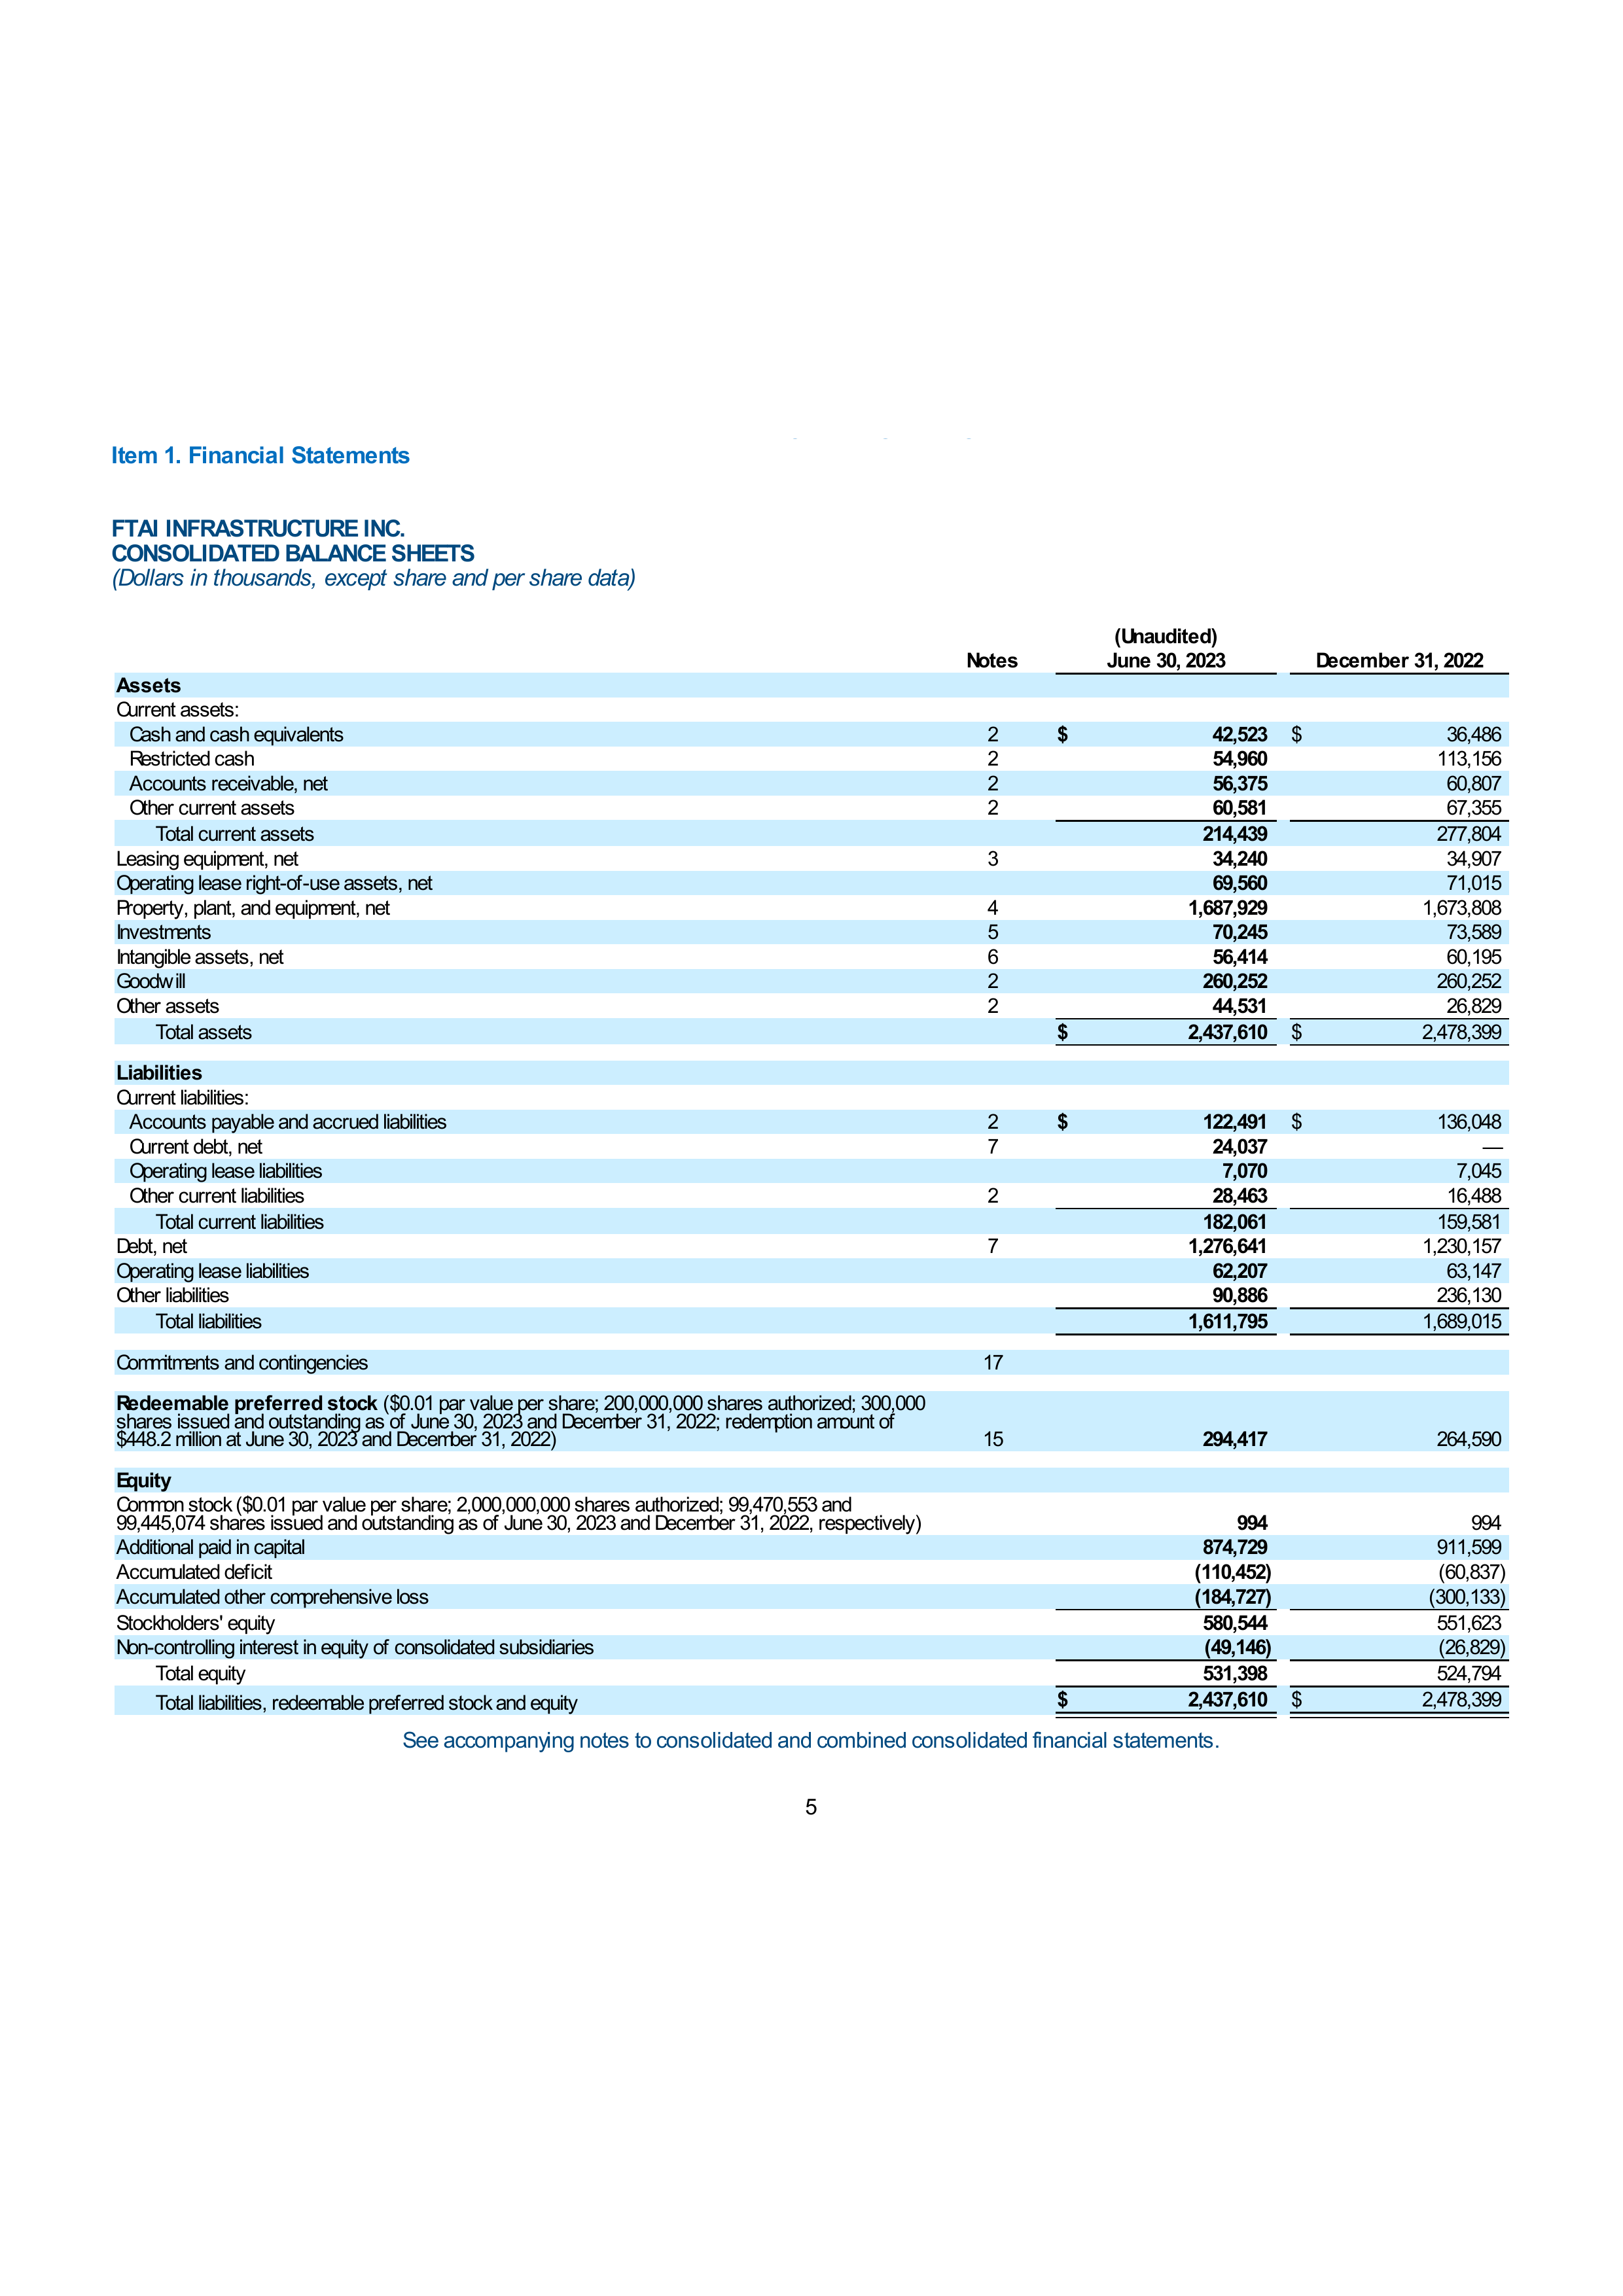 Item 1. Financial Statements
FTAI INFRASTRUCTURE INC.
CONSOLIDATED BALANCE SHEETS
(Dollars in thousands, except share and per share data)
(Unaudited)
Notes June 30, 2023 December 31, 2022
Assets
Current assets:
Cash and cash equivalents 2 $ 42,523 $ 36,486
Restricted cash 2 54,960 113,156
Accounts receivable, net 2 56,375 60,807
Other current assets 2 60,581 67,355
Total current assets 214,439 277,804
Leasing equipment, net 3 34,240 34,907
Operating lease right-of-use assets, net 69,560 71,015
Property, plant, and equipment, net 4 1,687,929 1,673,808
Investments 5 70,245 73,589
Intangible assets, net 6 56,414 60,195
Goodwill 2 260,252 260,252
Other assets 2 44,531 26,829
Total assets $ 2,437,610 $ 2,478,399
Liabilities
Current liabilities:
Accounts payable and accrued liabilities 2 $ 122,491 $ 136,048
Current debt, net 7 24,037 —
Operating lease liabilities 7,070 7,045
Other current liabilities 2 28,463 16,488
Total current liabilities 182,061 159,581
Debt, net 7 1,276,641 1,230,157
Operating lease liabilities 62,207 63,147
Other liabilities 90,886 236,130
Total liabilities 1,611,795 1,689,015
Commitments and contingencies 17
Redeemable preferred stock ($0.01 par value per share; 200,000,000 shares authorized; 300,000
shares issued and outstanding as of June 30, 2023 and December 31, 2022; redemption amount of
$448.2 million at June 30, 2023 and December 31, 2022) 15 294,417 264,590
Equity
Common stock ($0.01 par value per share; 2,000,000,000 shares authorized; 99,470,553 and
99,445,074 shares issued and outstanding as of June 30, 2023 and December 31, 2022, respectively) 994 994
Additional paid in capital 874,729 911,599
Accumulated deficit (110,452) (60,837)
Accumulated other comprehensive loss (184,727) (300,133)
Stockholders' equity 580,544 551,623
Non-controlling interest in equity of consolidated subsidiaries (49,146) (26,829)
Total equity 531,398 524,794
Total liabilities, redeemable preferred stock and equity $ 2,437,610 $ 2,478,399
See accompanying notes to consolidated and combined consolidated financial statements.
5